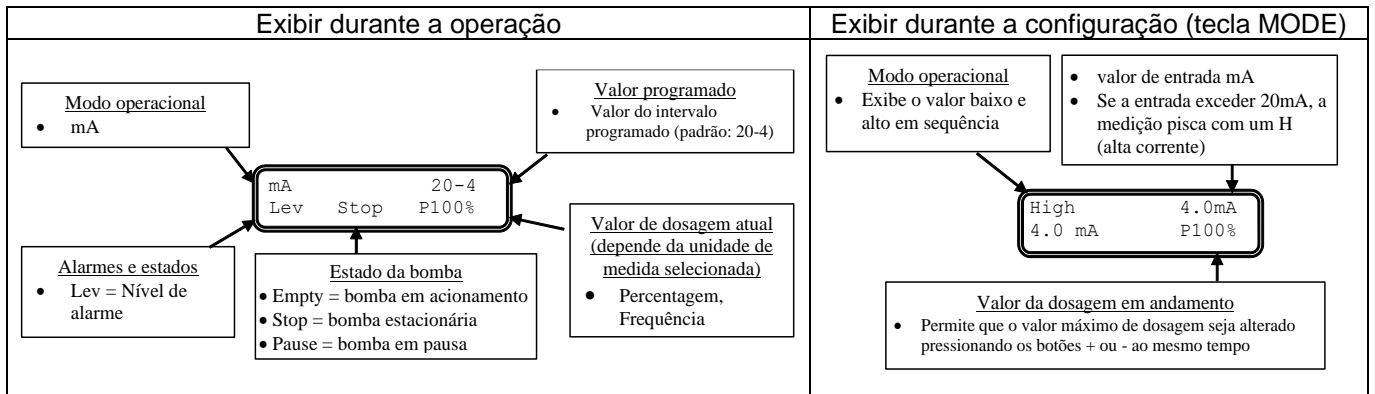 Exibir durante a operação
Modo operacional
• mA
Valor programado
• Valor do intervalo
programado (padrão: 20-4)
mA 20-4
Lev Stop P100%
Alarmes e estados
• Lev = Nível de
alarme
Estado da bomba
• Empty = bomba em acionamento
• Stop = bomba estacionária
• Pause = bomba em pausa
Valor de dosagem atual
(depende da unidade de
medida selecionada)
• Percentagem,
Frequência
Exibir durante a configuração (tecla MODE)
Modo operacional
• Exibe o valor baixo e
alto em sequência
• valor de entrada mA
• Se a entrada exceder 20mA, a
medição pisca com um H
(alta corrente)
High 4.0mA
4.0 mA P100%
Valor da dosagem em andamento
• Permite que o valor máximo de dosagem seja alterado
pressionando os botões + ou - ao mesmo tempo